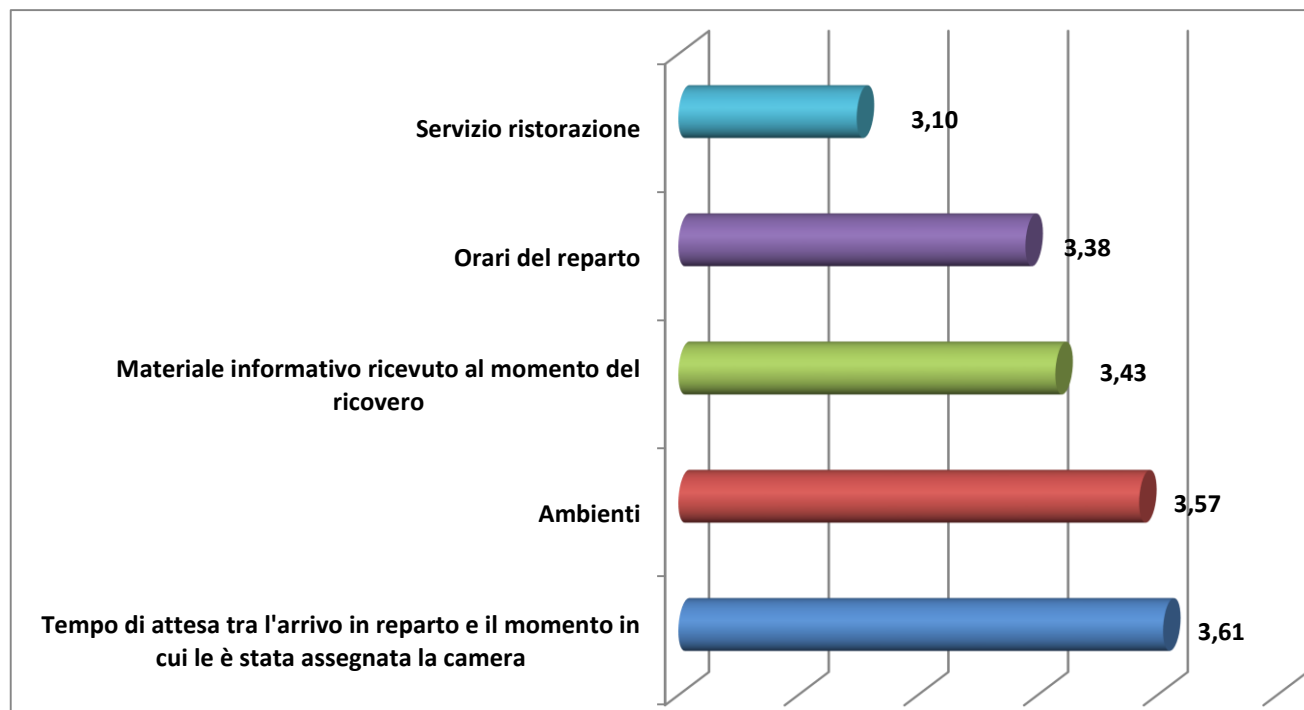 Servizio ristorazione
3,10
Orari del reparto
3,38
Materiale informativo ricevuto al momento del
ricovero
3,43
Ambienti
3,57
Tempo di attesa tra l'arrivo in reparto e il momento in
cui le è stata assegnata la camera
3,61